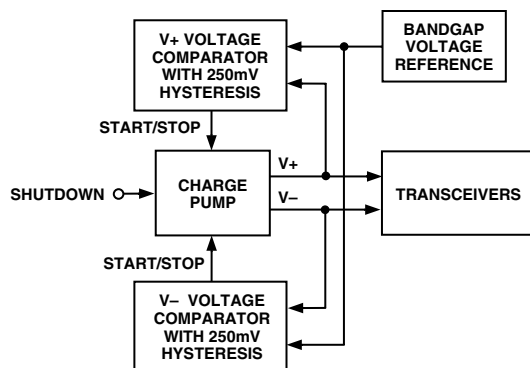 V+ VOLTAGE
COMPARATOR
WITH 250mV
HYSTERESIS
BANDGAP
VOLTAGE
REFERENCE
START/STOP
SHUTDOWN
CHARGE
PUMP
V+
V–
TRANSCEIVERS
START/STOP
V– VOLTAGE
COMPARATOR
WITH 250mV
HYSTERESIS